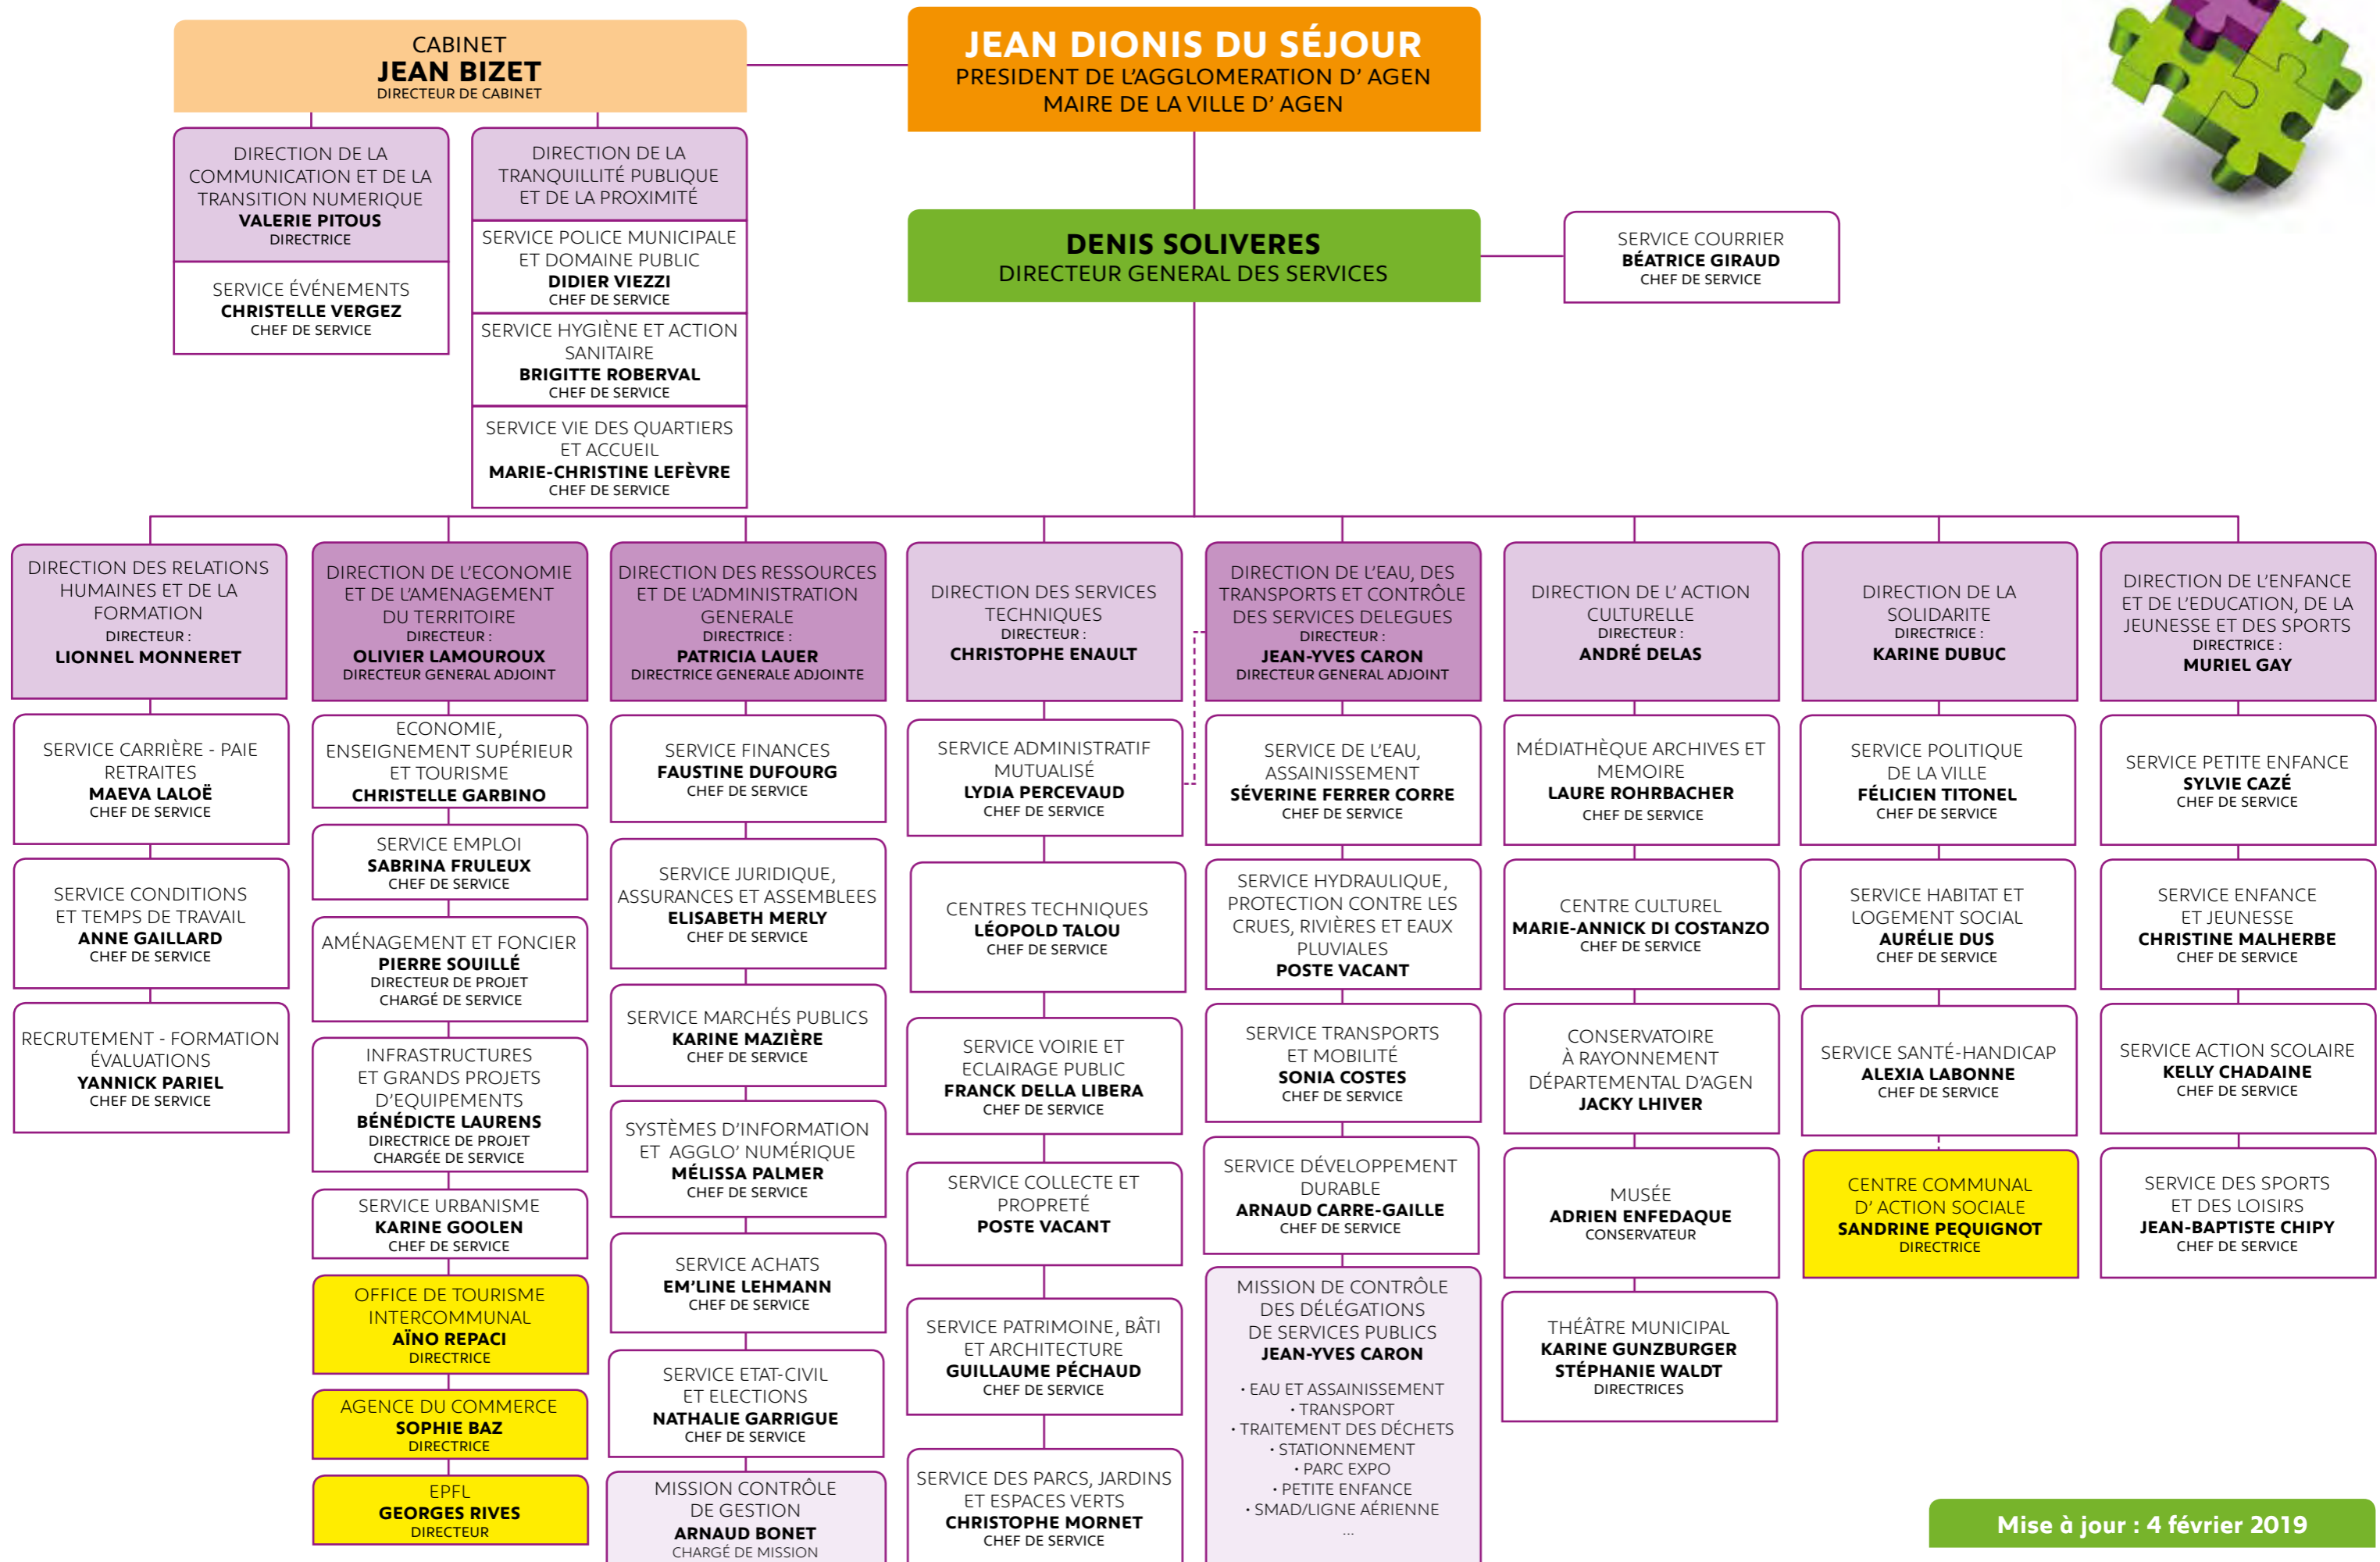 CABINET
JEAN BIZET
DIRECTEUR DE CABINET
JEAN DIONIS DU SÉJOUR
PRESIDENT DE L'AGGLOMERATION D' AGEN
MAIRE DE LA VILLE D' AGEN
DIRECTION DE LA
COMMUNICATION ET DE LA
TRANSITION NUMERIQUE
VALERIE PITOUS
DIRECTRICE
SERVICE ÉVÉNEMENTS
CHRISTELLE VERGEZ
CHEF DE SERVICE
DIRECTION DE LA
TRANQUILLITÉ PUBLIQUE
ET DE LA PROXIMITÉ
SERVICE POLICE MUNICIPALE
ET DOMAINE PUBLIC
DIDIER VIEZZI
CHEF DE SERVICE
SERVICE HYGIÈNE ET ACTION
SANITAIRE
BRIGITTE ROBERVAL
CHEF DE SERVICE
SERVICE VIE DES QUARTIERS
ET ACCUEIL
MARIE-CHRISTINE LEFÈVRE
CHEF DE SERVICE
DENIS SOLIVERES
DIRECTEUR GENERAL DES SERVICES
SERVICE COURRIER
BÉATRICE GIRAUD
CHEF DE SERVICE
DIRECTION DES RELATIONS
HUMAINES ET DE LA
FORMATION
DIRECTEUR :
LIONNEL MONNERET
SERVICE CARRIÈRE - PAIE
RETRAITES
MAEVA LALOË
CHEF DE SERVICE
SERVICE CONDITIONS
ET TEMPS DE TRAVAIL
ANNE GAILLARD
CHEF DE SERVICE
RECRUTEMENT - FORMATION
ÉVALUATIONS
YANNICK PARIEL
CHEF DE SERVICE
DIRECTION DE L'ECONOMIE
ET DE L'AMENAGEMENT
DU TERRITOIRE
DIRECTEUR :
OLIVIER LAMOUROUX
DIRECTEUR GENERAL ADJOINT
ECONOMIE,
ENSEIGNEMENT SUPÉRIEUR
ET TOURISME
CHRISTELLE GARBINO
SERVICE EMPLOI
SABRINA FRULEUX
CHEF DE SERVICE
AMÉNAGEMENT ET FONCIER
PIERRE SOUILLÉ
DIRECTEUR DE PROJET
CHARGÉ DE SERVICE
INFRASTRUCTURES
ET GRANDS PROJETS
D'EQUIPEMENTS
BÉNÉDICTE LAURENS
DIRECTRICE DE PROJET
CHARGÉE DE SERVICE
SERVICE URBANISME
KARINE GOOLEN
CHEF DE SERVICE
OFFICE DE TOURISME
INTERCOMMUNAL
AÏNO REPACI
DIRECTRICE
AGENCE DU COMMERCE
SOPHIE BAZ
DIRECTRICE
EPFL
GEORGES RIVES
DIRECTEUR
DIRECTION DES RESSOURCES
ET DE L'ADMINISTRATION
GENERALE
DIRECTRICE :
PATRICIA LAUER
DIRECTRICE GENERALE ADJOINTE
SERVICE FINANCES
FAUSTINE DUFOURG
CHEF DE SERVICE
SERVICE JURIDIQUE,
ASSURANCES ET ASSEMBLEES
ELISABETH MERLY
CHEF DE SERVICE
SERVICE MARCHÉS PUBLICS
KARINE MAZIÈRE
CHEF DE SERVICE
SYSTÈMES D'INFORMATION
ET AGGLO' NUMÉRIQUE
MÉLISSA PALMER
CHEF DE SERVICE
SERVICE ACHATS
EM'LINE LEHMANN
CHEF DE SERVICE
SERVICE ETAT-CIVIL
ET ELECTIONS
NATHALIE GARRIGUE
CHEF DE SERVICE
MISSION CONTRÔLE
DE GESTION
ARNAUD BONET
CHARGÉ DE MISSION
DIRECTION DES SERVICES
TECHNIQUES
DIRECTEUR :
CHRISTOPHE ENAULT
SERVICE ADMINISTRATIF
MUTUALISÉ
LYDIA PERCEVAUD
CHEF DE SERVICE
CENTRES TECHNIQUES
LÉOPOLD TALOU
CHEF DE SERVICE
SERVICE VOIRIE ET
ECLAIRAGE PUBLIC
FRANCK DELLA LIBERA
CHEF DE SERVICE
SERVICE COLLECTE ET
PROPRETÉ
POSTE VACANT
SERVICE PATRIMOINE, BÂTI
ET ARCHITECTURE
GUILLAUME PÉCHAUD
CHEF DE SERVICE
SERVICE DES PARCS, JARDINS
ET ESPACES VERTS
CHRISTOPHE MORNET
CHEF DE SERVICE
DIRECTION DE L'EAU, DES
TRANSPORTS ET CONTRÔLE
DES SERVICES DELEGUES
DIRECTEUR :
JEAN-YVES CARON
DIRECTEUR GENERAL ADJOINT
SERVICE DE L'EAU,
ASSAINISSEMENT
SÉVERINE FERRER CORRE
CHEF DE SERVICE
SERVICE HYDRAULIQUE,
PROTECTION CONTRE LES
CRUES, RIVIÈRES ET EAUX
PLUVIALES
POSTE VACANT
SERVICE TRANSPORTS
ET MOBILITÉ
SONIA COSTES
CHEF DE SERVICE
SERVICE DÉVELOPPEMENT
DURABLE
ARNAUD CARRE-GAILLE
CHEF DE SERVICE
MISSION DE CONTRÔLE
DES DÉLÉGATIONS
DE SERVICES PUBLICS
JEAN-YVES CARON
• EAU ET ASSAINISSEMENT
• TRANSPORT
• TRAITEMENT DES DÉCHETS
• STATIONNEMENT
• PARC EXPO
• PETITE ENFANCE
• SMAD/LIGNE AÉRIENNE
...
DIRECTION DE L' ACTION
CULTURELLE
DIRECTEUR :
ANDRÉ DELAS
MÉDIATHÈQUE ARCHIVES ET
MEMOIRE
LAURE ROHRBACHER
CHEF DE SERVICE
CENTRE CULTUREL
MARIE-ANNICK DI COSTANZO
CHEF DE SERVICE
CONSERVATOIRE
À RAYONNEMENT
DÉPARTEMENTAL D'AGEN
JACKY LHIVER
MUSÉE
ADRIEN ENFEDAQUE
CONSERVATEUR
THÉÂTRE MUNICIPAL
KARINE GUNZBURGER
STÉPHANIE WALDT
DIRECTRICES
DIRECTION DE LA
SOLIDARITE
DIRECTRICE :
KARINE DUBUC
SERVICE POLITIQUE
DE LA VILLE
FÉLICIEN TITONEL
CHEF DE SERVICE
SERVICE HABITAT ET
LOGEMENT SOCIAL
AURÉLIE DUS
CHEF DE SERVICE
SERVICE SANTÉ-HANDICAP
ALEXIA LABONNE
CHEF DE SERVICE
CENTRE COMMUNAL
D' ACTION SOCIALE
SANDRINE PEQUIGNOT
DIRECTRICE
DIRECTION DE L'ENFANCE
ET DE L'EDUCATION, DE LA
JEUNESSE ET DES SPORTS
DIRECTRICE :
MURIEL GAY
SERVICE PETITE ENFANCE
SYLVIE CAZÉ
CHEF DE SERVICE
SERVICE ENFANCE
ET JEUNESSE
CHRISTINE MALHERBE
CHEF DE SERVICE
SERVICE ACTION SCOLAIRE
KELLY CHADAINE
CHEF DE SERVICE
SERVICE DES SPORTS
ET DES LOISIRS
JEAN-BAPTISTE CHIPY
CHEF DE SERVICE
Mise à jour : 4 février 2019